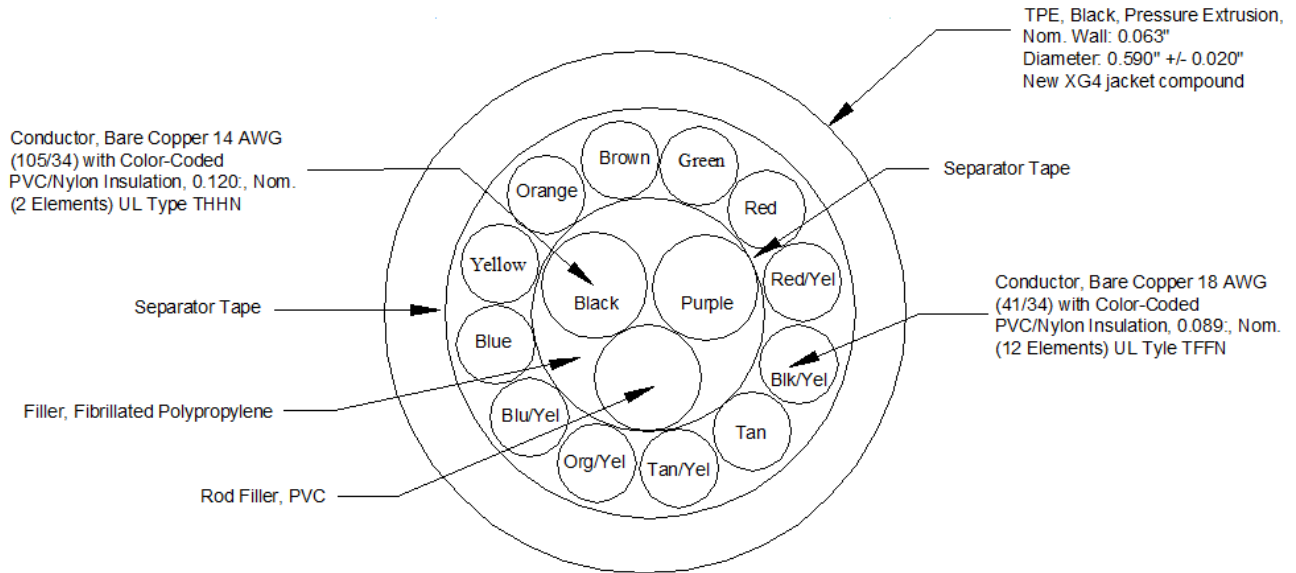 TPE, Black, Pressure Extrusion,
Nom. Wall: 0.063"
Diameter: 0.590" +/- 0.020"
New XG4 jacket compound
Conductor, Bare Copper 14 AWG
(105/34) with Color-Coded
PVC/Nylon Insulation, 0.120:, Nom.
(2 Elements) UL Type THHN
Separator Tape
Brown
Green
Orange
Red
Yellow
Red/Yel
Black
Purple
Conductor, Bare Copper 18 AWG
(41/34) with Color-Coded
PVC/Nylon Insulation, 0.089:, Nom.
(12 Elements) UL Tyle TFFN
Separator Tape
Blue
Blk/Yel
Filler, Fibrillated Polypropylene
Blu/Yel
Tan
Org/Yel
Tan/Yel
Rod Filler, PVC